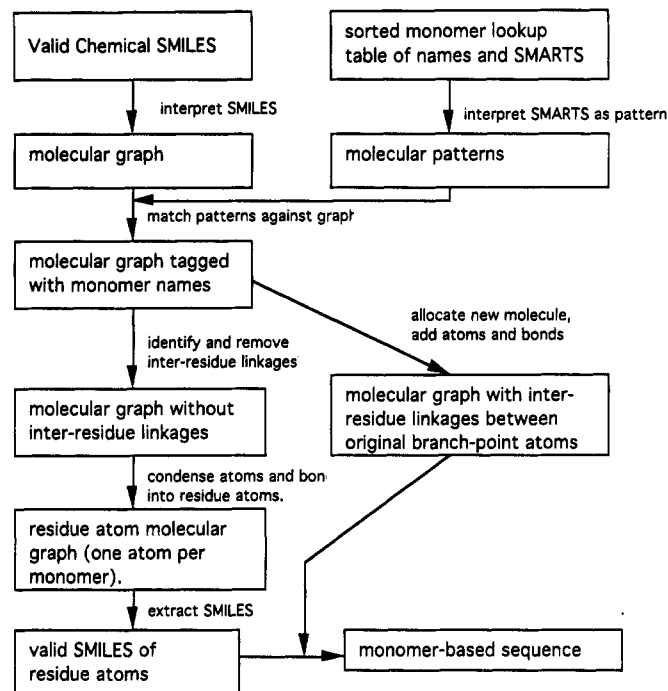 Valid Chemical SMILES
sorted monomer lookup
table of names and SMARTS
interpret SMILES
interpret SMARTS as pattern
molecular graph
molecular patterns
match patterns against graph
molecular graph tagged
with monomer names
allocate new molecule,
add atoms and bonds
identify and remove
inter-residue linkages
molecular graph without
inter-residue linkages
molecular graph with inter-
residue linkages between
original branch-point atoms
condense atoms and bon
into residue atoms.
residue atom molecular
graph (one atom per
monomer).
extract SMILES
valid SMILES of
residue atoms
monomer-based sequence